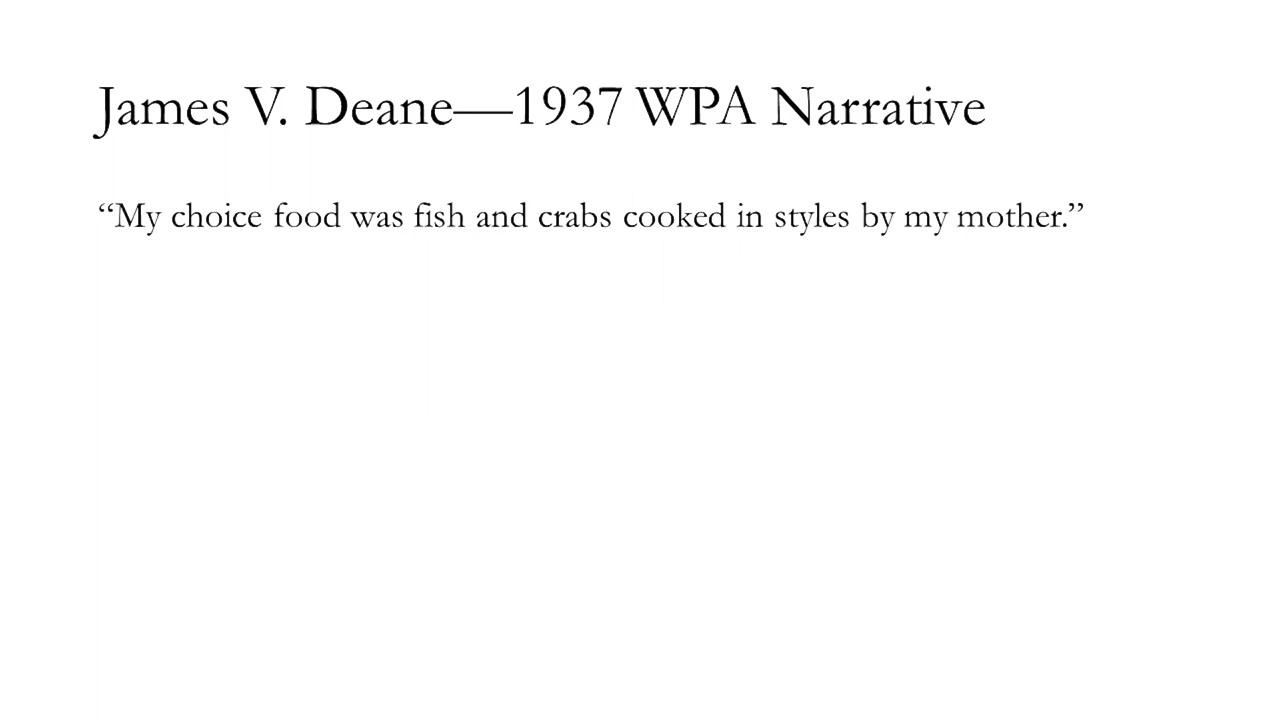 James V. Deane—1937 WPA Narrative
“My choice food was fish and crabs cooked in styles by my mother.”